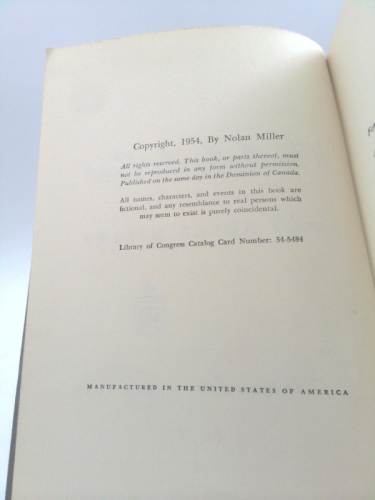 Copyright, 1954, By Nolan Miller
All rights reserved. This book, or parts thereof, must
not be reproduced in any form without permission.
Published on the same day in the Dominion of Canada.
All names, characters, and events in this book are
fictional, and any resemblance to real persons which
may seem to exist is purely coincidental.
Library of Congress Catalog Card Number: 54-5484
MANUFACTURED IN THE UNITED STATES OF AMERICA